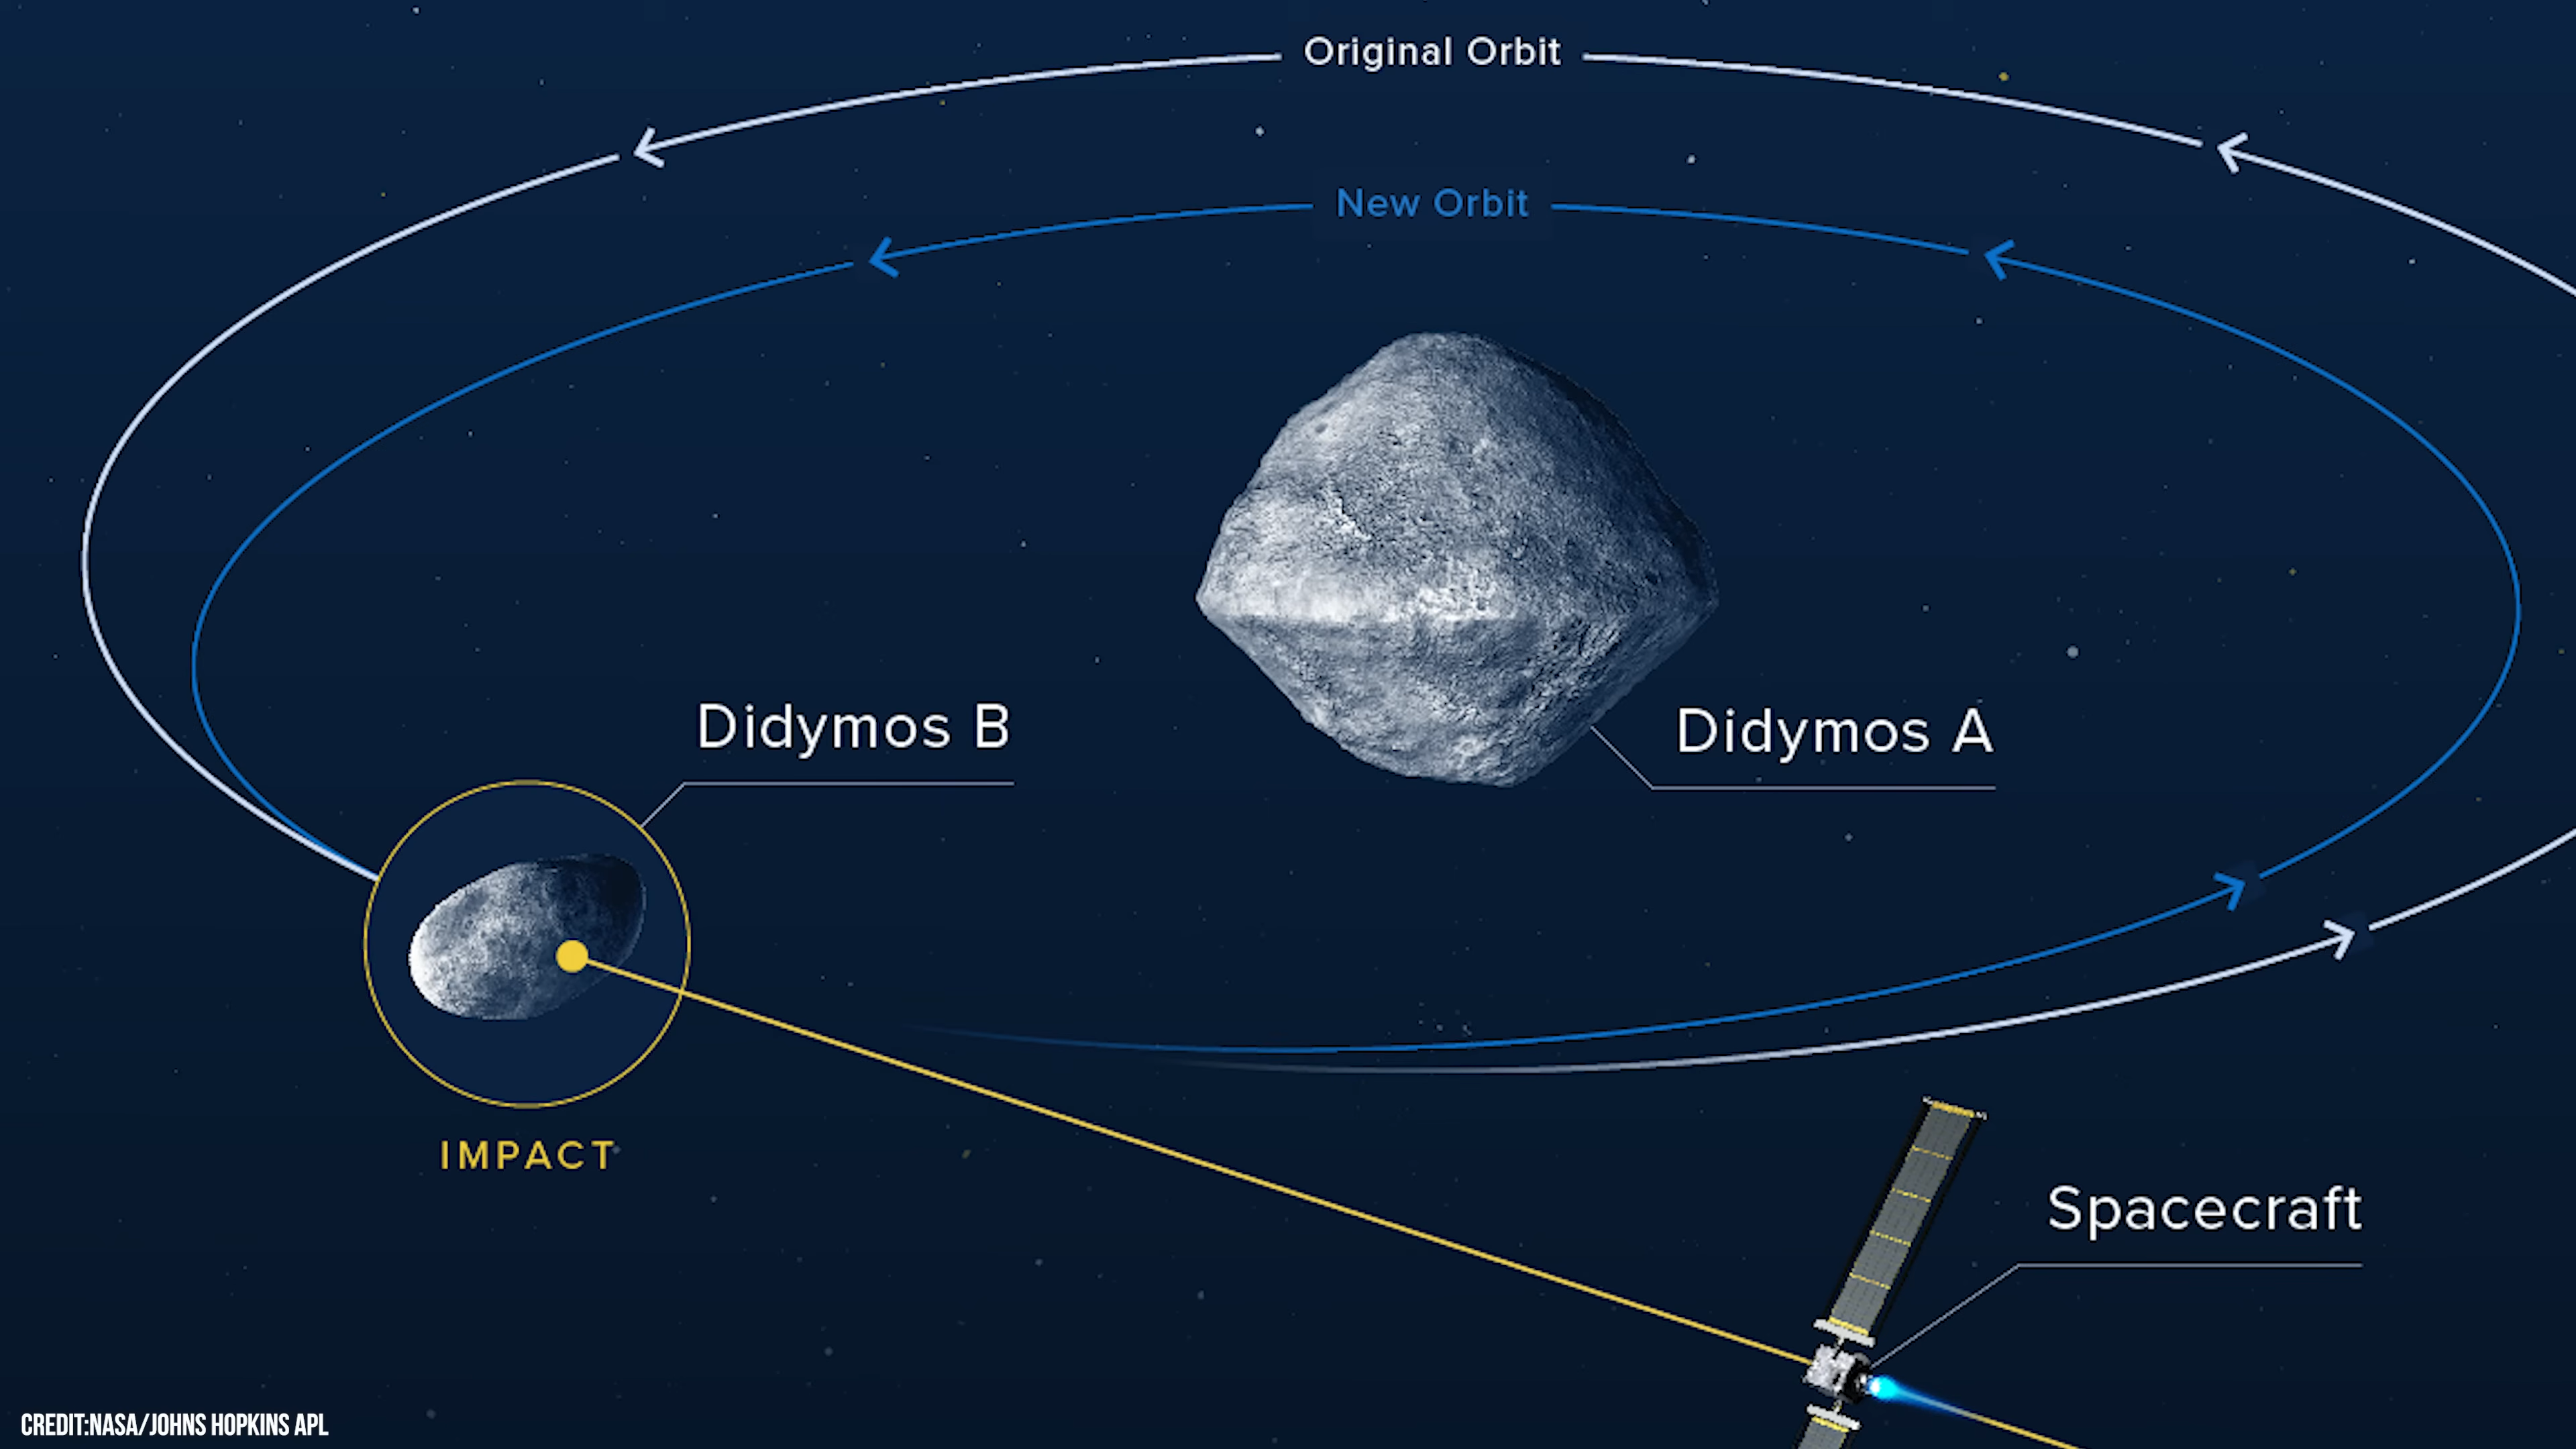 Original Orbit
New Orbit
Didymos B
Didymos A
IMPACT
Spacecraft
CREDIT:NASA/JOHNS HOPKINS APL